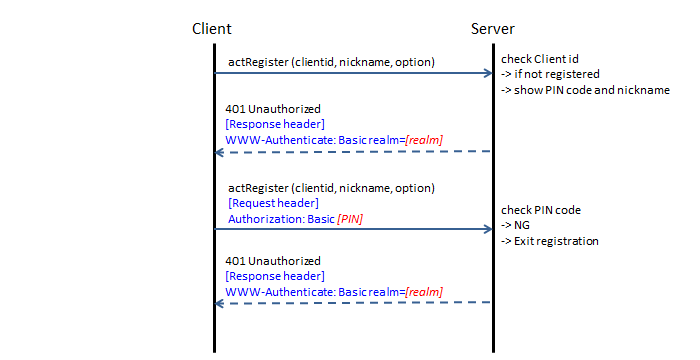 Client
Server
actRegister (clientid, nickname, option)
check Client id
-> if not registered
-> show PIN code and nickname
401 Unauthorized
[Response header]
WWW-Authenticate: Basic realm=[realm]
actRegister (clientid, nickname, option)
[Request header]
Authorization: Basic [PIN]
check PIN code
-> NG
-> Exit registration
401 Unauthorized
[Response header]
WWW-Authenticate: Basic realm=[realm]